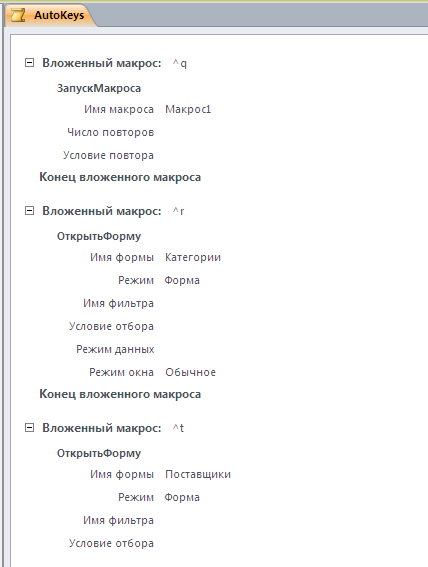 AutoKeys
Вложенный макрос: ^q
ЗапускМакроса
Имя макроса Макрос1
Число повторов
Условие повтора
Конец вложенного макроса
Вложенный макрос: ^r
ОткрытьФорму
Имя формы Категории
Режим Форма
Имя фильтра
Условие отбора
Режим данных
Режим окна Обычное
Конец вложенного макроса
Вложенный макрос: ^t
ОткрытьФорму
Имя формы Поставщики
Режим Форма
Имя фильтра
Условие отбора